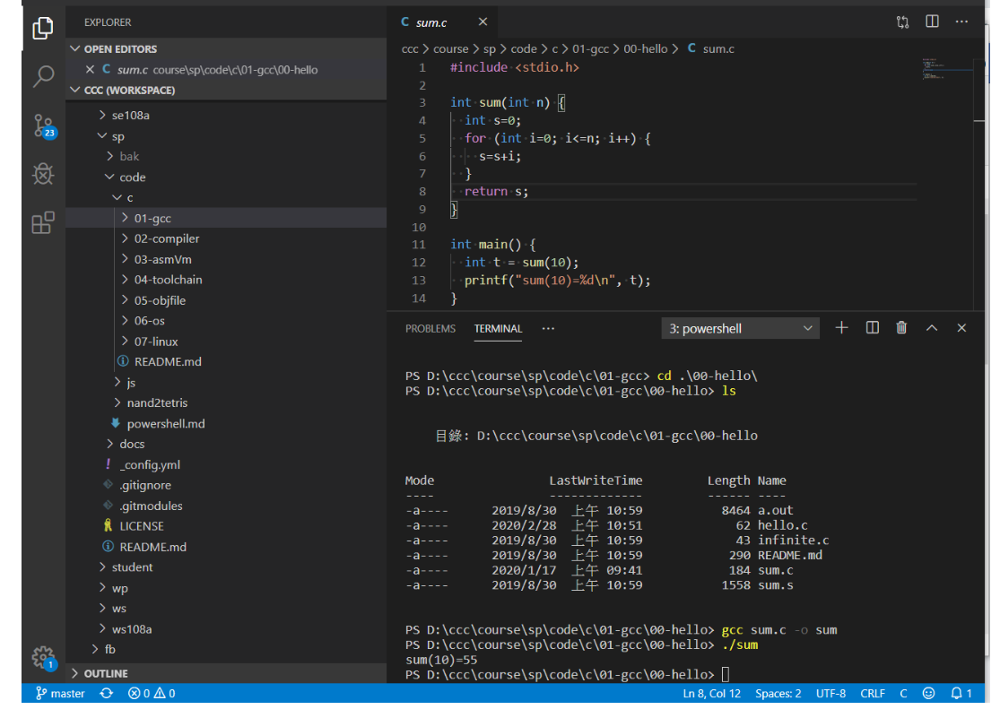 EXPLORER
OPEN EDITORS
sum.c course\sp\code\c\01-gcc\00-hello
CCC (WORKSPACE)
se108a
sp
bak
code
c
01-gcc
02-compiler
03-asmVm
04-toolchain
05-objfile
06-os
07-linux
README.md
js
nand2tetris
powershell.md
docs
_config.yml
.gitignore
.gitmodules
LICENSE
README.md
student
wp
ws
ws108a
fb
OUTLINE
23
1
C sum.c
ccc > course > sp > code > c > 01-gcc > 00-hello > C sum.c
1 #include <stdio.h>
2
3 int sum(int n) {
4   int s=0;
5   for (int i=0; i<=n; i++) {
6     s=s+i;
7   }
8   return s;
9 }
10
11 int main() {
12   int t = sum(10);
13   printf("sum(10)=%d\n", t);
14 }
PROBLEMS TERMINAL ··· 3: powershell
PS D:\ccc\course\sp\code\c\01-gcc> cd .\00-hello\
PS D:\ccc\course\sp\code\c\01-gcc\00-hello> ls
目錄: D:\ccc\course\sp\code\c\01-gcc\00-hello
Mode LastWriteTime Length Name
---- ------------- ------ ----
-a---- 2019/8/30 上午 10:59 8464 a.out
-a---- 2020/2/28 上午 10:51 62 hello.c
-a---- 2019/8/30 上午 10:59 43 infinite.c
-a---- 2019/8/30 上午 10:59 290 README.md
-a---- 2020/1/17 上午 09:41 184 sum.c
-a---- 2019/8/30 上午 10:59 1558 sum.s
PS D:\ccc\course\sp\code\c\01-gcc\00-hello> gcc sum.c -o sum
PS D:\ccc\course\sp\code\c\01-gcc\00-hello> ./sum
sum(10)=55
PS D:\ccc\course\sp\code\c\01-gcc\00-hello>
master 0 0 Ln 8, Col 12 Spaces: 2 UTF-8 CRLF C 1